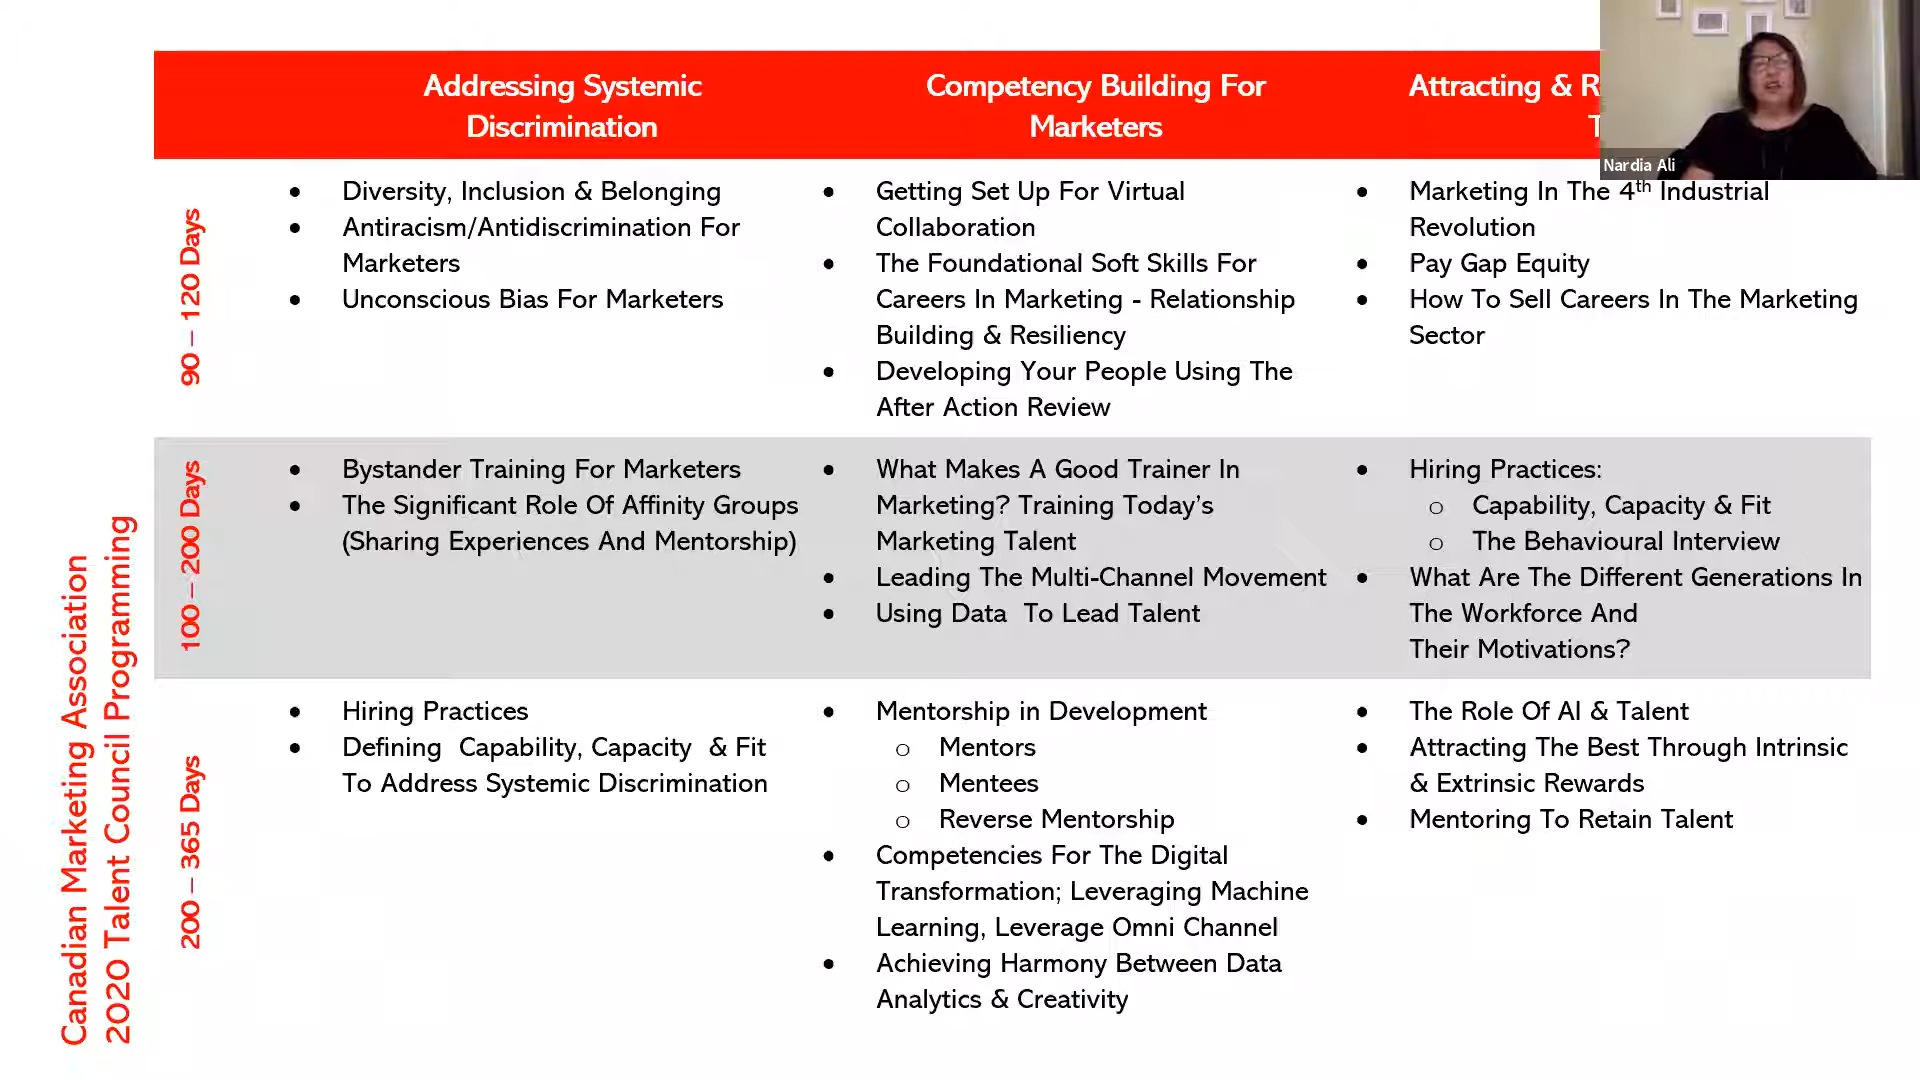 Addressing Systemic
Discrimination
Competency Building For
Marketers
Attracting &
Nardia Ali
90 – 120 Days
• Diversity, Inclusion & Belonging
• Antiracism/Antidiscrimination For
Marketers
• Unconscious Bias For Marketers
• Getting Set Up For Virtual
Collaboration
• The Foundational Soft Skills For
Careers In Marketing - Relationship
Building & Resiliency
• Developing Your People Using The
After Action Review
• Marketing In The 4th Industrial
Revolution
• Pay Gap Equity
• How To Sell Careers In The Marketing
Sector
100 – 200 Days
• Bystander Training For Marketers
• The Significant Role Of Affinity Groups
(Sharing Experiences And Mentorship)
• What Makes A Good Trainer In
Marketing? Training Today's
Marketing Talent
• Leading The Multi-Channel Movement
• Using Data To Lead Talent
• Hiring Practices:
o Capability, Capacity & Fit
o The Behavioural Interview
• What Are The Different Generations In
The Workforce And
Their Motivations?
200 – 365 Days
• Hiring Practices
• Defining Capability, Capacity & Fit
To Address Systemic Discrimination
• Mentorship in Development
o Mentors
o Mentees
o Reverse Mentorship
• Competencies For The Digital
Transformation; Leveraging Machine
Learning, Leverage Omni Channel
• Achieving Harmony Between Data
Analytics & Creativity
• The Role Of AI & Talent
• Attracting The Best Through Intrinsic
& Extrinsic Rewards
• Mentoring To Retain Talent
Canadian Marketing Association
2020 Talent Council Programming